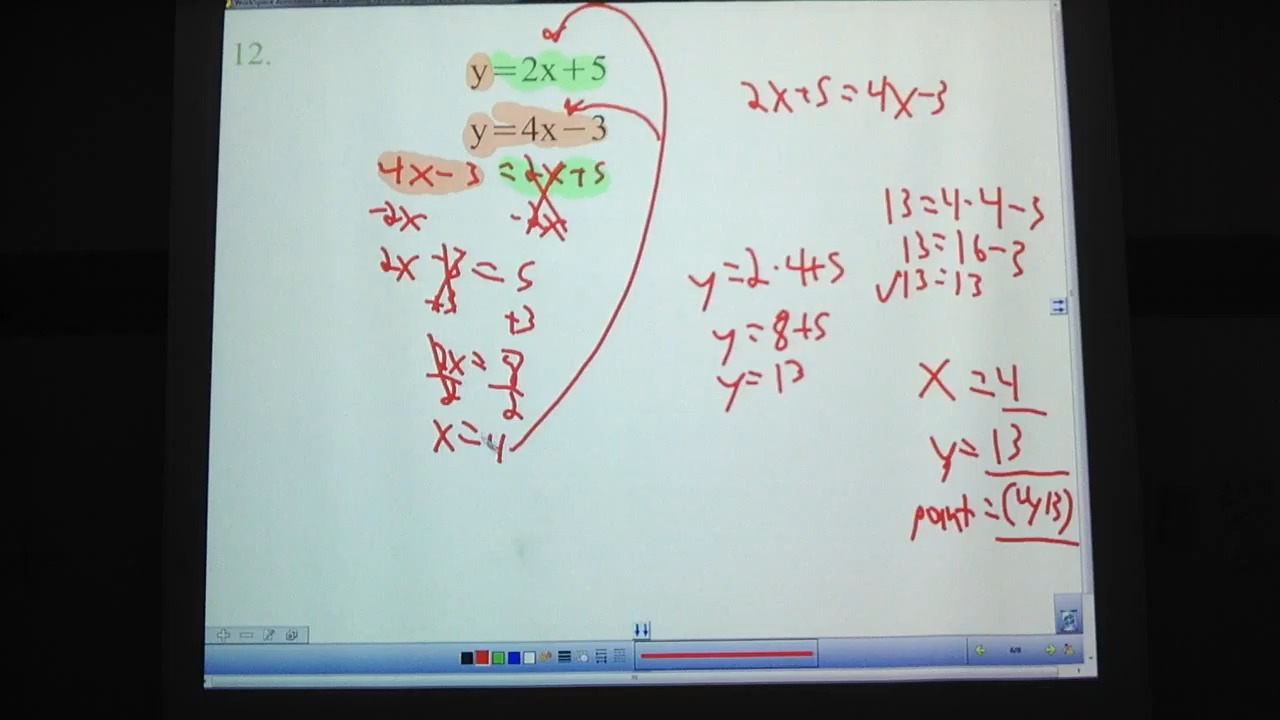 12.
y=2x+5
y=4x−3
4x-3 = 2x+5
-2x -2x
2x -3 = 5
+3 +3
2x = 8
2 2
x=4
2x+5=4x-3
13=4·4-3
13=16-3
✓13=13
y=2·4+5
y=8+5
y=13
x=4
y=13
point=(4,13)
6/8